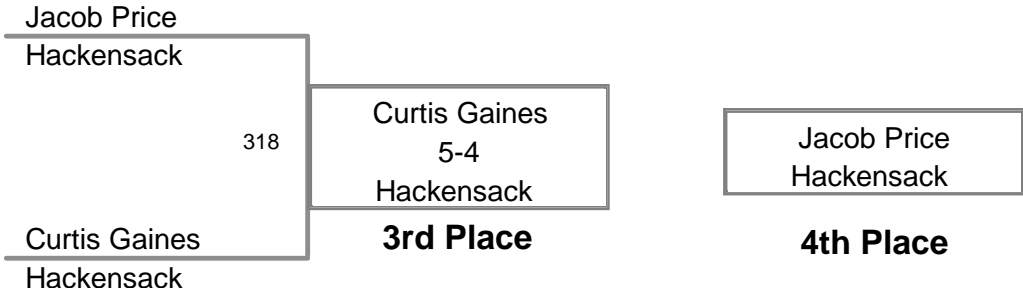 Jacob Price
Hackensack
318
Curtis Gaines
5-4
Hackensack
3rd Place
Jacob Price
Hackensack
4th Place
Curtis Gaines
Hackensack